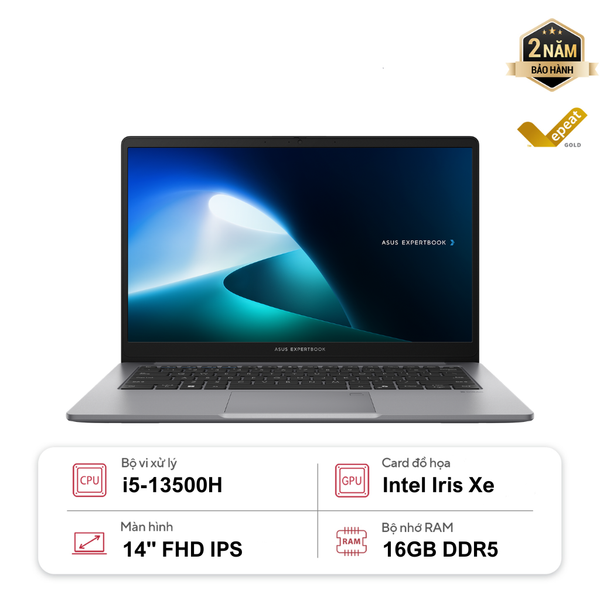 2 NĂM
BẢO HÀNH
epeat
GOLD
ASUS EXPERTBOOK
ASUS EXPERTBOOK
Bộ vi xử lý
CPU
i5-13500H
Card đồ họa
GPU
Intel Iris Xe
Màn hình
14" FHD IPS
Bộ nhớ RAM
RAM
16GB DDR5